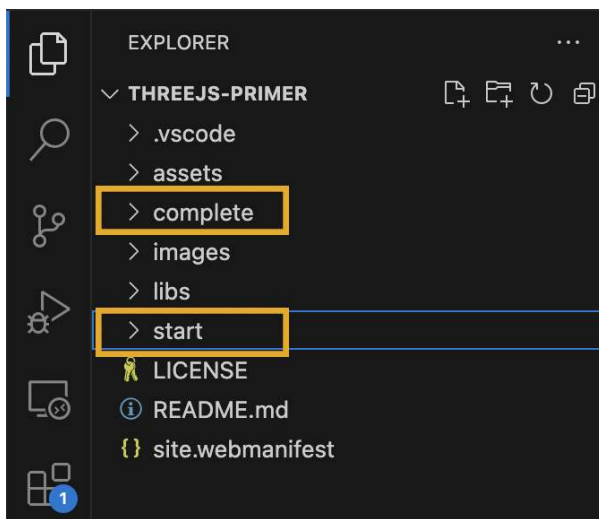 EXPLORER
THREEJS-PRIMER
.vscode
assets
complete
images
libs
start
LICENSE
README.md
site.webmanifest
1